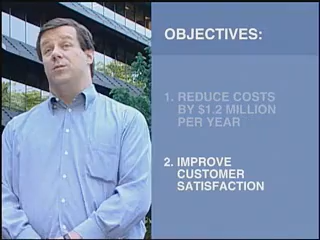 OBJECTIVES:
1. REDUCE COSTS
BY $1.2 MILLION
PER YEAR
2. IMPROVE
CUSTOMER
SATISFACTION